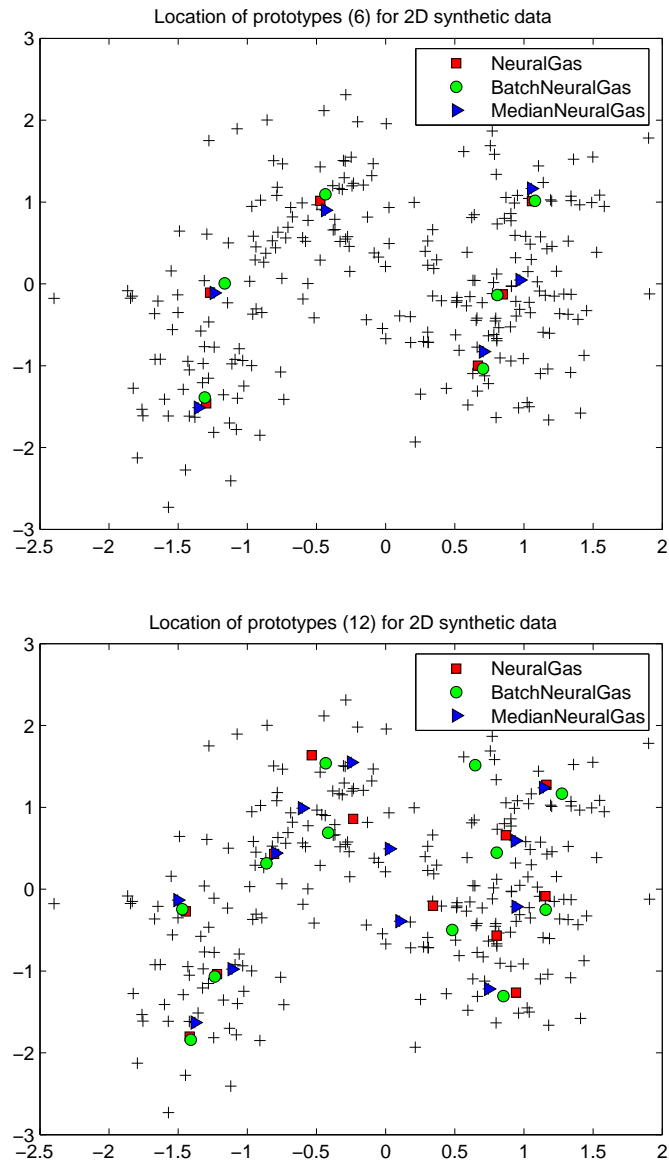 Location of prototypes (6) for 2D synthetic data
3
2
1
0
−1
−2
−3
NeuralGas
BatchNeuralGas
MedianNeuralGas
−2.5 −2 −1.5 −1 −0.5 0 0.5 1 1.5 2
Location of prototypes (12) for 2D synthetic data
3
2
1
0
−1
−2
−3
NeuralGas
BatchNeuralGas
MedianNeuralGas
−2.5 −2 −1.5 −1 −0.5 0 0.5 1 1.5 2